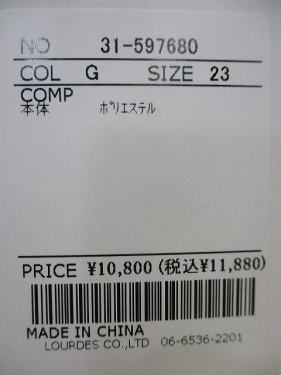 NO 31-597680
COL G SIZE 23
COMP
本体 ポリエステル
PRICE ¥10,800(税込¥11,880)
MADE IN CHINA
LOURDES CO.,LTD 06-6536-2201